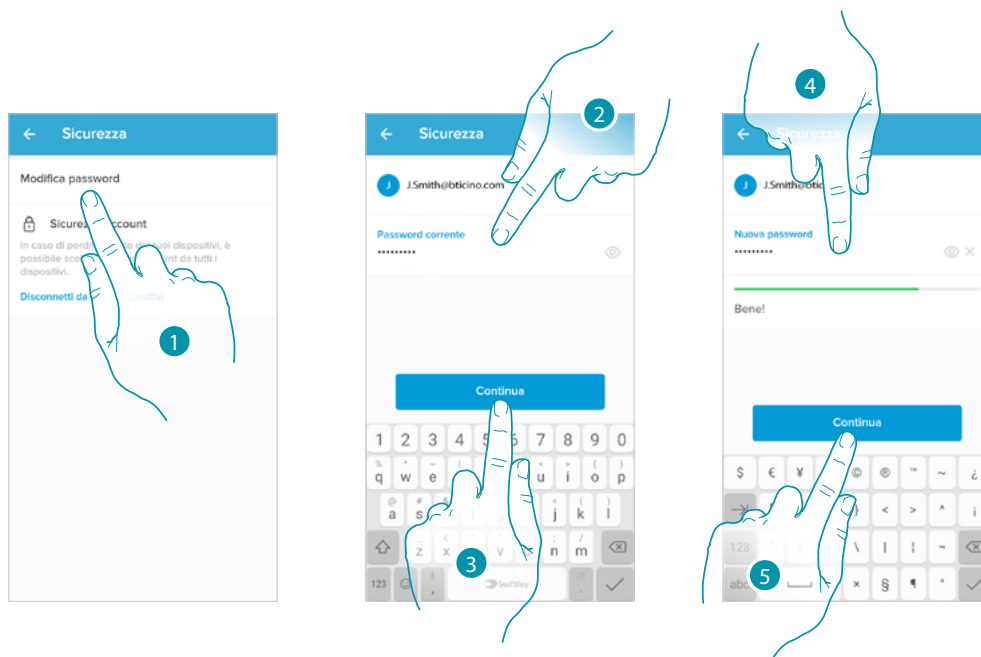 Sicurezza
Modifica password
Sicurezza account
In caso di perdi dei tuoi dispositivi, è
possibile unt da tutti i
dispositivi.
Disconnetti da
1
Sicurezza
J
J.Smith@bticino.com
Password corrente
•••••••••
Continua
1 2 3 4 5 6 7 8 9 0
q w e u i o p
a s j k l
z x v n m
123 , SwiftKey
2
3
Sicurezza
J
J.Smith@btic
Nuova password
•••••••••
Bene!
Continua
$ € ¥ © ® ™ ~ ¿
} < > ^ ¡
123 \ | ¦ ¬
abc × § ¶ °
4
5